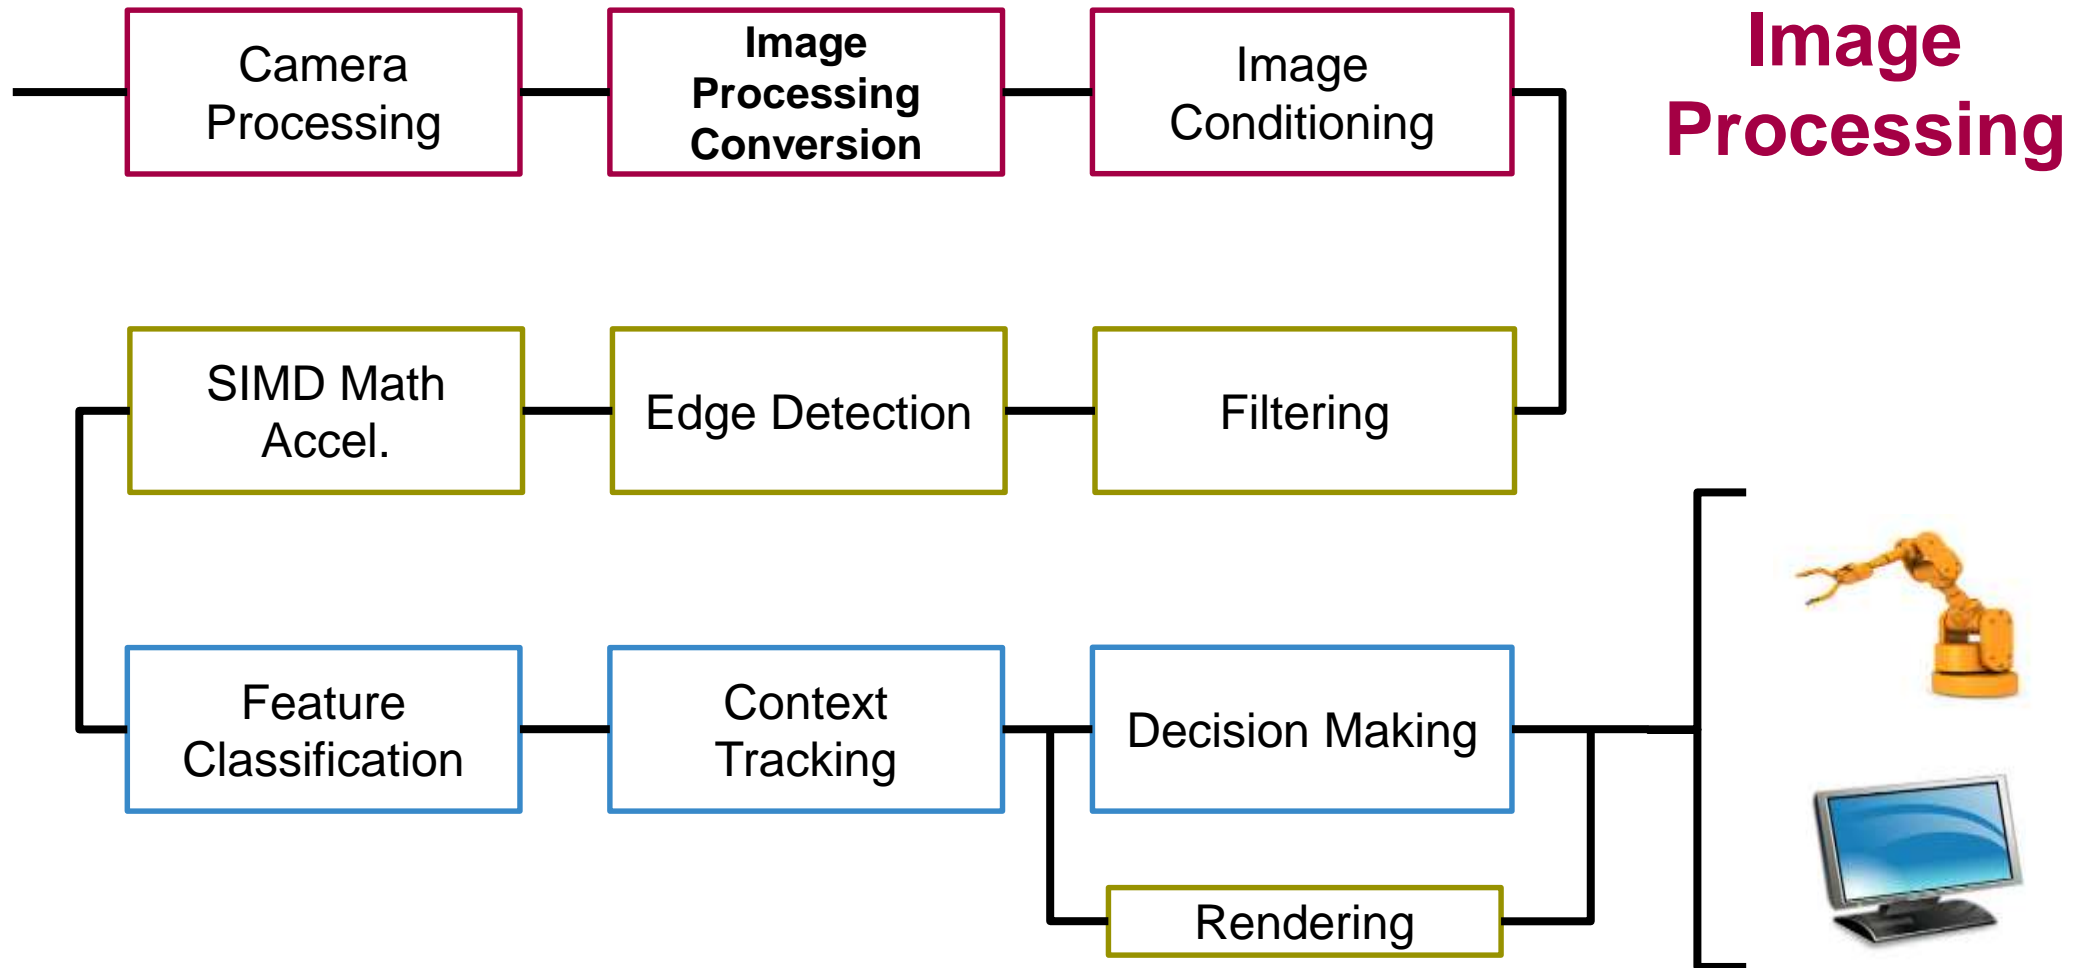 Camera
Processing
Image
Processing
Conversion
Image
Conditioning
Image
Processing
SIMD Math
Accel.
Edge Detection
Filtering
Feature
Classification
Context
Tracking
Decision Making
Rendering